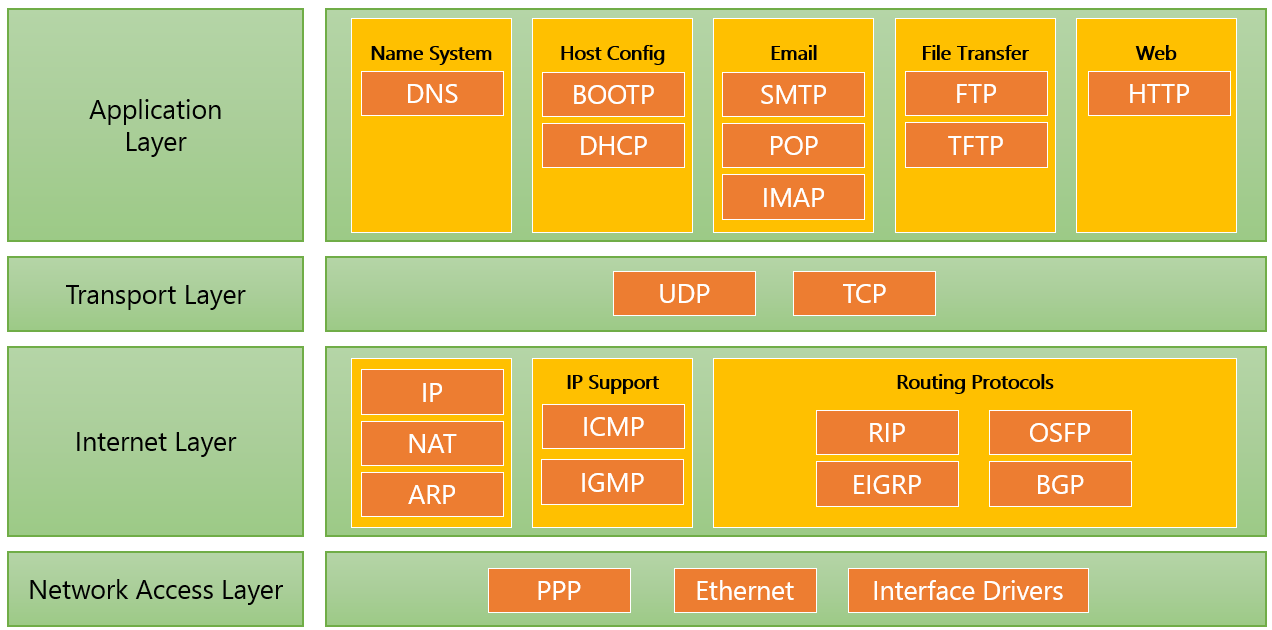 Application
Layer
Name System
DNS
Host Config
BOOTP
DHCP
Email
SMTP
POP
IMAP
File Transfer
FTP
TFTP
Web
HTTP
Transport Layer
UDP
TCP
Internet Layer
IP
NAT
ARP
IP Support
ICMP
IGMP
Routing Protocols
RIP
OSFP
EIGRP
BGP
Network Access Layer
PPP
Ethernet
Interface Drivers